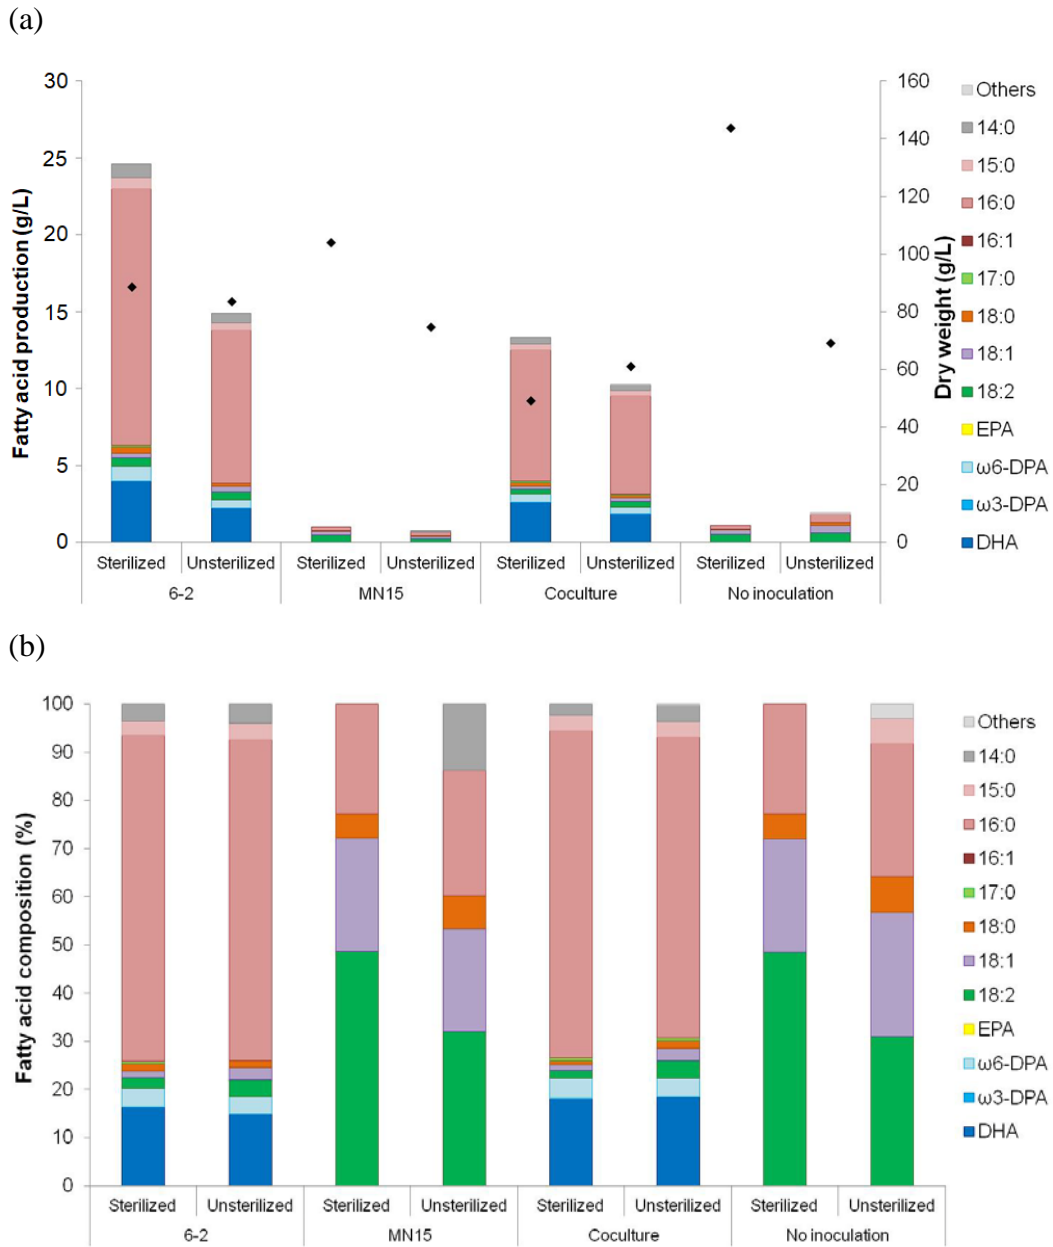 (a)
Fatty acid production (g/L)
30
25
20
15
10
5
0
160
140
120
100
80
60
40
20
0
Dry weight (g/L)
Others
14:0
15:0
16:0
16:1
17:0
18:0
18:1
18:2
EPA
ω6-DPA
ω3-DPA
DHA
Sterilized Unsterilized Sterilized Unsterilized Sterilized Unsterilized Sterilized Unsterilized
6-2 MN15 Coculture No inoculation
(b)
Fatty acid composition (%)
100
90
80
70
60
50
40
30
20
10
0
Others
14:0
15:0
16:0
16:1
17:0
18:0
18:1
18:2
EPA
ω6-DPA
ω3-DPA
DHA
Sterilized Unsterilized Sterilized Unsterilized Sterilized Unsterilized Sterilized Unsterilized
6-2 MN15 Coculture No inoculation